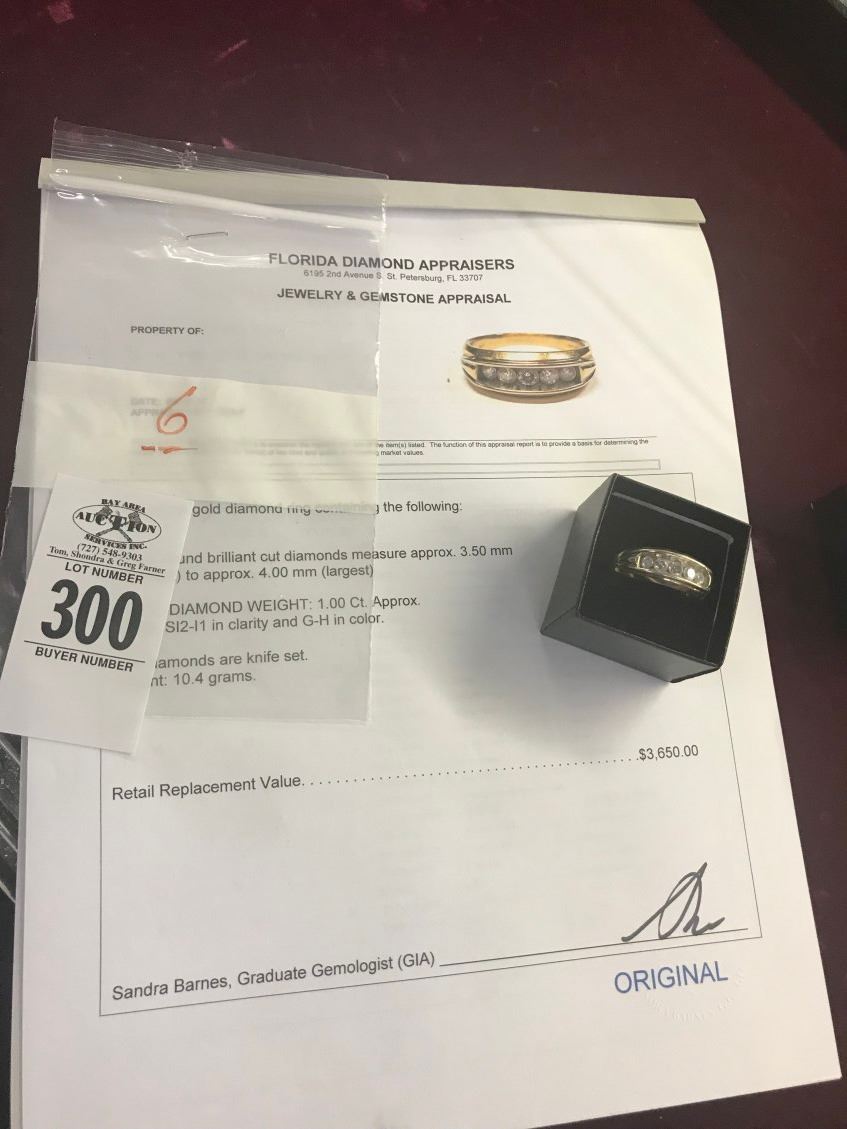 FLORIDA DIAMOND APPRAISERS
6195 2nd Avenue S. St. Petersburg, FL 33707
JEWELRY & GEMSTONE APPRAISAL
PROPERTY OF:
DATE:
6
the item(s) listed. The function of this appraisal report is to provide a basis for determining the
market values.
gold diamond ring containing the following:
und brilliant cut diamonds measure approx. 3.50 mm
) to approx. 4.00 mm (largest)
DIAMOND WEIGHT: 1.00 Ct. Approx.
SI2-I1 in clarity and G-H in color.
iamonds are knife set.
ht: 10.4 grams.
BAY AREA
AUCTION
SERVICES INC.
(727) 548-9303
Tom, Shondra & Greg Farner
LOT NUMBER
300
BUYER NUMBER
Retail Replacement Value. . . . . . . . . . . . . . . . . . . . . . . . . . . . . . . . . . . . . . . . . . .$3,650.00
Sandra Barnes, Graduate Gemologist (GIA)
ORIGINAL